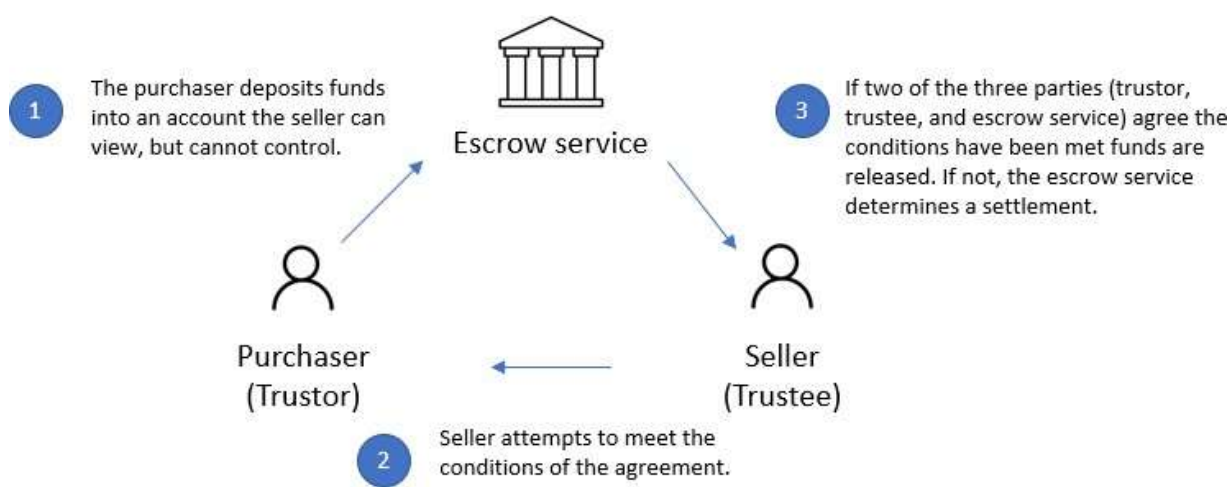 1
The purchaser deposits funds
into an account the seller can
view, but cannot control.
Escrow service
3
If two of the three parties (trustor,
trustee, and escrow service) agree the
conditions have been met funds are
released. If not, the escrow service
determines a settlement.
Purchaser
(Trustor)
Seller
(Trustee)
2
Seller attempts to meet the
conditions of the agreement.